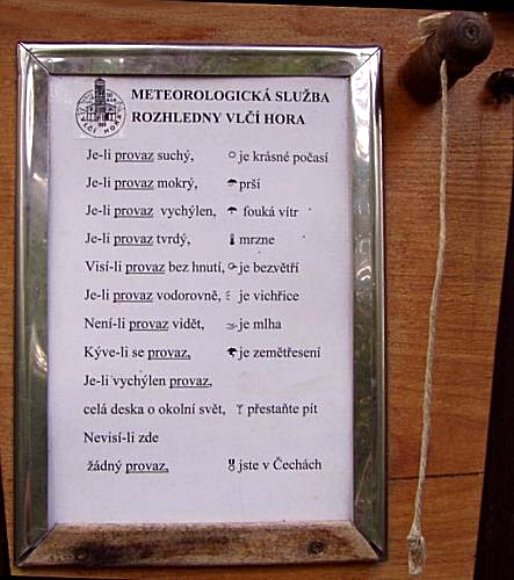 METEOROLOGICKÁ SLUŽBA
ROZHLEDNY VLČÍ HORA
Je-li provaz suchý, je krásné počasí
Je-li provaz mokrý, prší
Je-li provaz vychýlen, fouká vítr
Je-li provaz tvrdý, mrzne
Visí-li provaz bez hnutí, je bezvětří
Je-li provaz vodorovně, je vichřice
Není-li provaz vidět, je mlha
Kýve-li se provaz, je zemětřesení
Je-li vychýlen provaz,
celá deska o okolní svět, přestaňte pít
Nevisí-li zde
žádný provaz, jste v Čechách